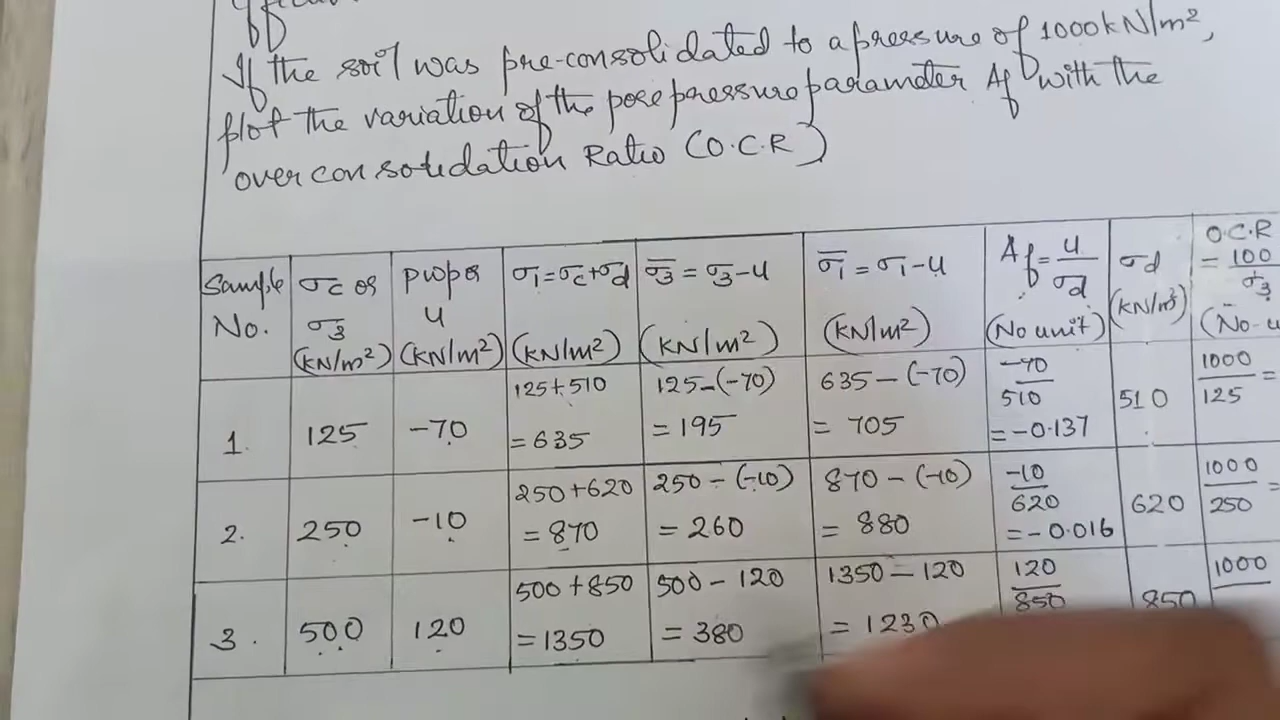 If the soil was pre-consolidated to a pressure of 1000kN/m²,
plot the variation of the pore pressure parameter Af with the
over consolidation Ratio (O.C.R)
Sample No. | σc or σ3 (kN/m²) | pwp or u (kN/m²) | σ1=σc+σd (kN/m²) | σ̅3 = σ3-u (kN/m²) | σ̅1 = σ1-u (kN/m²) | Af = u/σd (No unit) | σd (kN/m²) | O.C.R = 100/σ3 (No-u
1. | 125 | -70 | 125+510 = 635 | 125-(-70) = 195 | 635-(-70) = 705 | -70/510 = -0.137 | 510 | 1000/125 =
2. | 250 | -10 | 250+620 = 870 | 250-(-10) = 260 | 870-(-10) = 880 | -10/620 = -0.016 | 620 | 1000/250 =
3. | 500 | 120 | 500+850 = 1350 | 500-120 = 380 | 1350-120 = 1230 | 120/850 | 850 | 1000